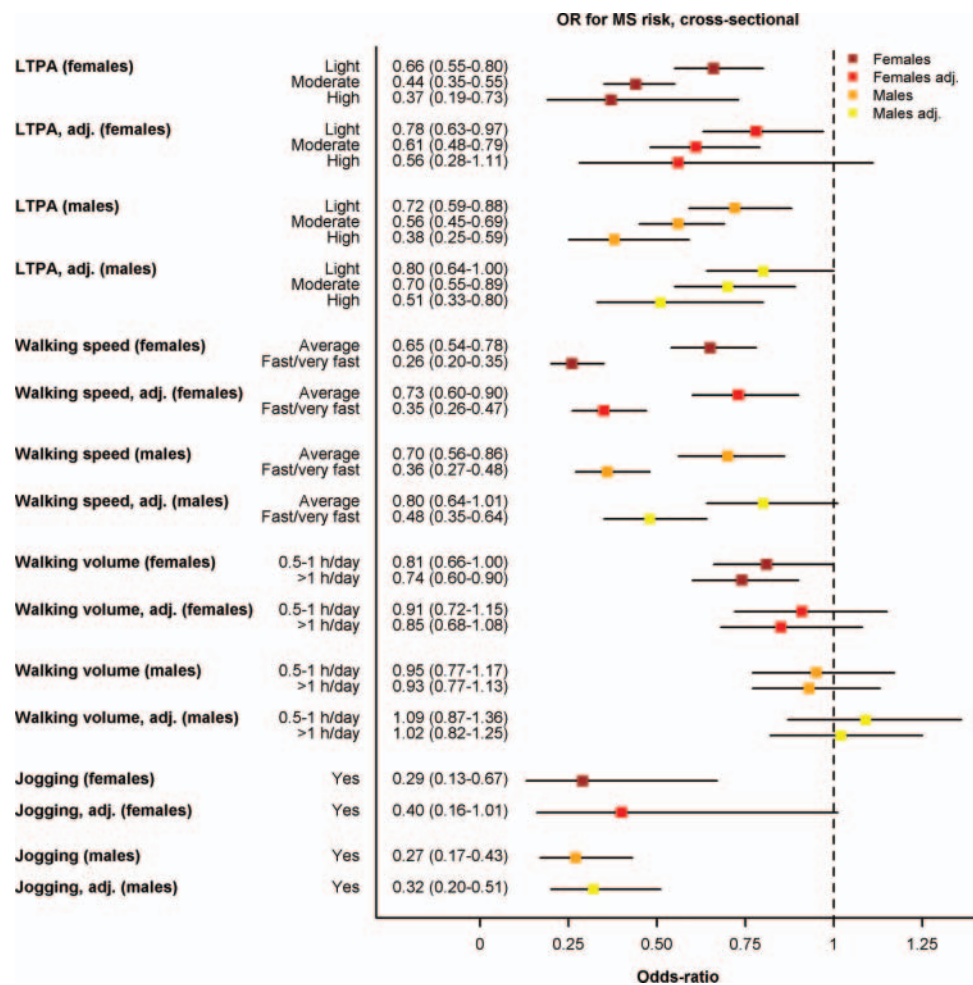 OR for MS risk, cross-sectional
LTPA (females) Light 0.66 (0.55-0.80)
Moderate 0.44 (0.35-0.55)
High 0.37 (0.19-0.73)
LTPA, adj. (females) Light 0.78 (0.63-0.97)
Moderate 0.61 (0.48-0.79)
High 0.56 (0.28-1.11)
LTPA (males) Light 0.72 (0.59-0.88)
Moderate 0.56 (0.45-0.69)
High 0.38 (0.25-0.59)
LTPA, adj. (males) Light 0.80 (0.64-1.00)
Moderate 0.70 (0.55-0.89)
High 0.51 (0.33-0.80)
Walking speed (females) Average 0.65 (0.54-0.78)
Fast/very fast 0.26 (0.20-0.35)
Walking speed, adj. (females) Average 0.73 (0.60-0.90)
Fast/very fast 0.35 (0.26-0.47)
Walking speed (males) Average 0.70 (0.56-0.86)
Fast/very fast 0.36 (0.27-0.48)
Walking speed, adj. (males) Average 0.80 (0.64-1.01)
Fast/very fast 0.48 (0.35-0.64)
Walking volume (females) 0.5-1 h/day 0.81 (0.66-1.00)
>1 h/day 0.74 (0.60-0.90)
Walking volume, adj. (females) 0.5-1 h/day 0.91 (0.72-1.15)
>1 h/day 0.85 (0.68-1.08)
Walking volume (males) 0.5-1 h/day 0.95 (0.77-1.17)
>1 h/day 0.93 (0.77-1.13)
Walking volume, adj. (males) 0.5-1 h/day 1.09 (0.87-1.36)
>1 h/day 1.02 (0.82-1.25)
Jogging (females) Yes 0.29 (0.13-0.67)
Jogging, adj. (females) Yes 0.40 (0.16-1.01)
Jogging (males) Yes 0.27 (0.17-0.43)
Jogging, adj. (males) Yes 0.32 (0.20-0.51)
Females
Females adj.
Males
Males adj.
0 0.25 0.50 0.75 1 1.25
Odds-ratio